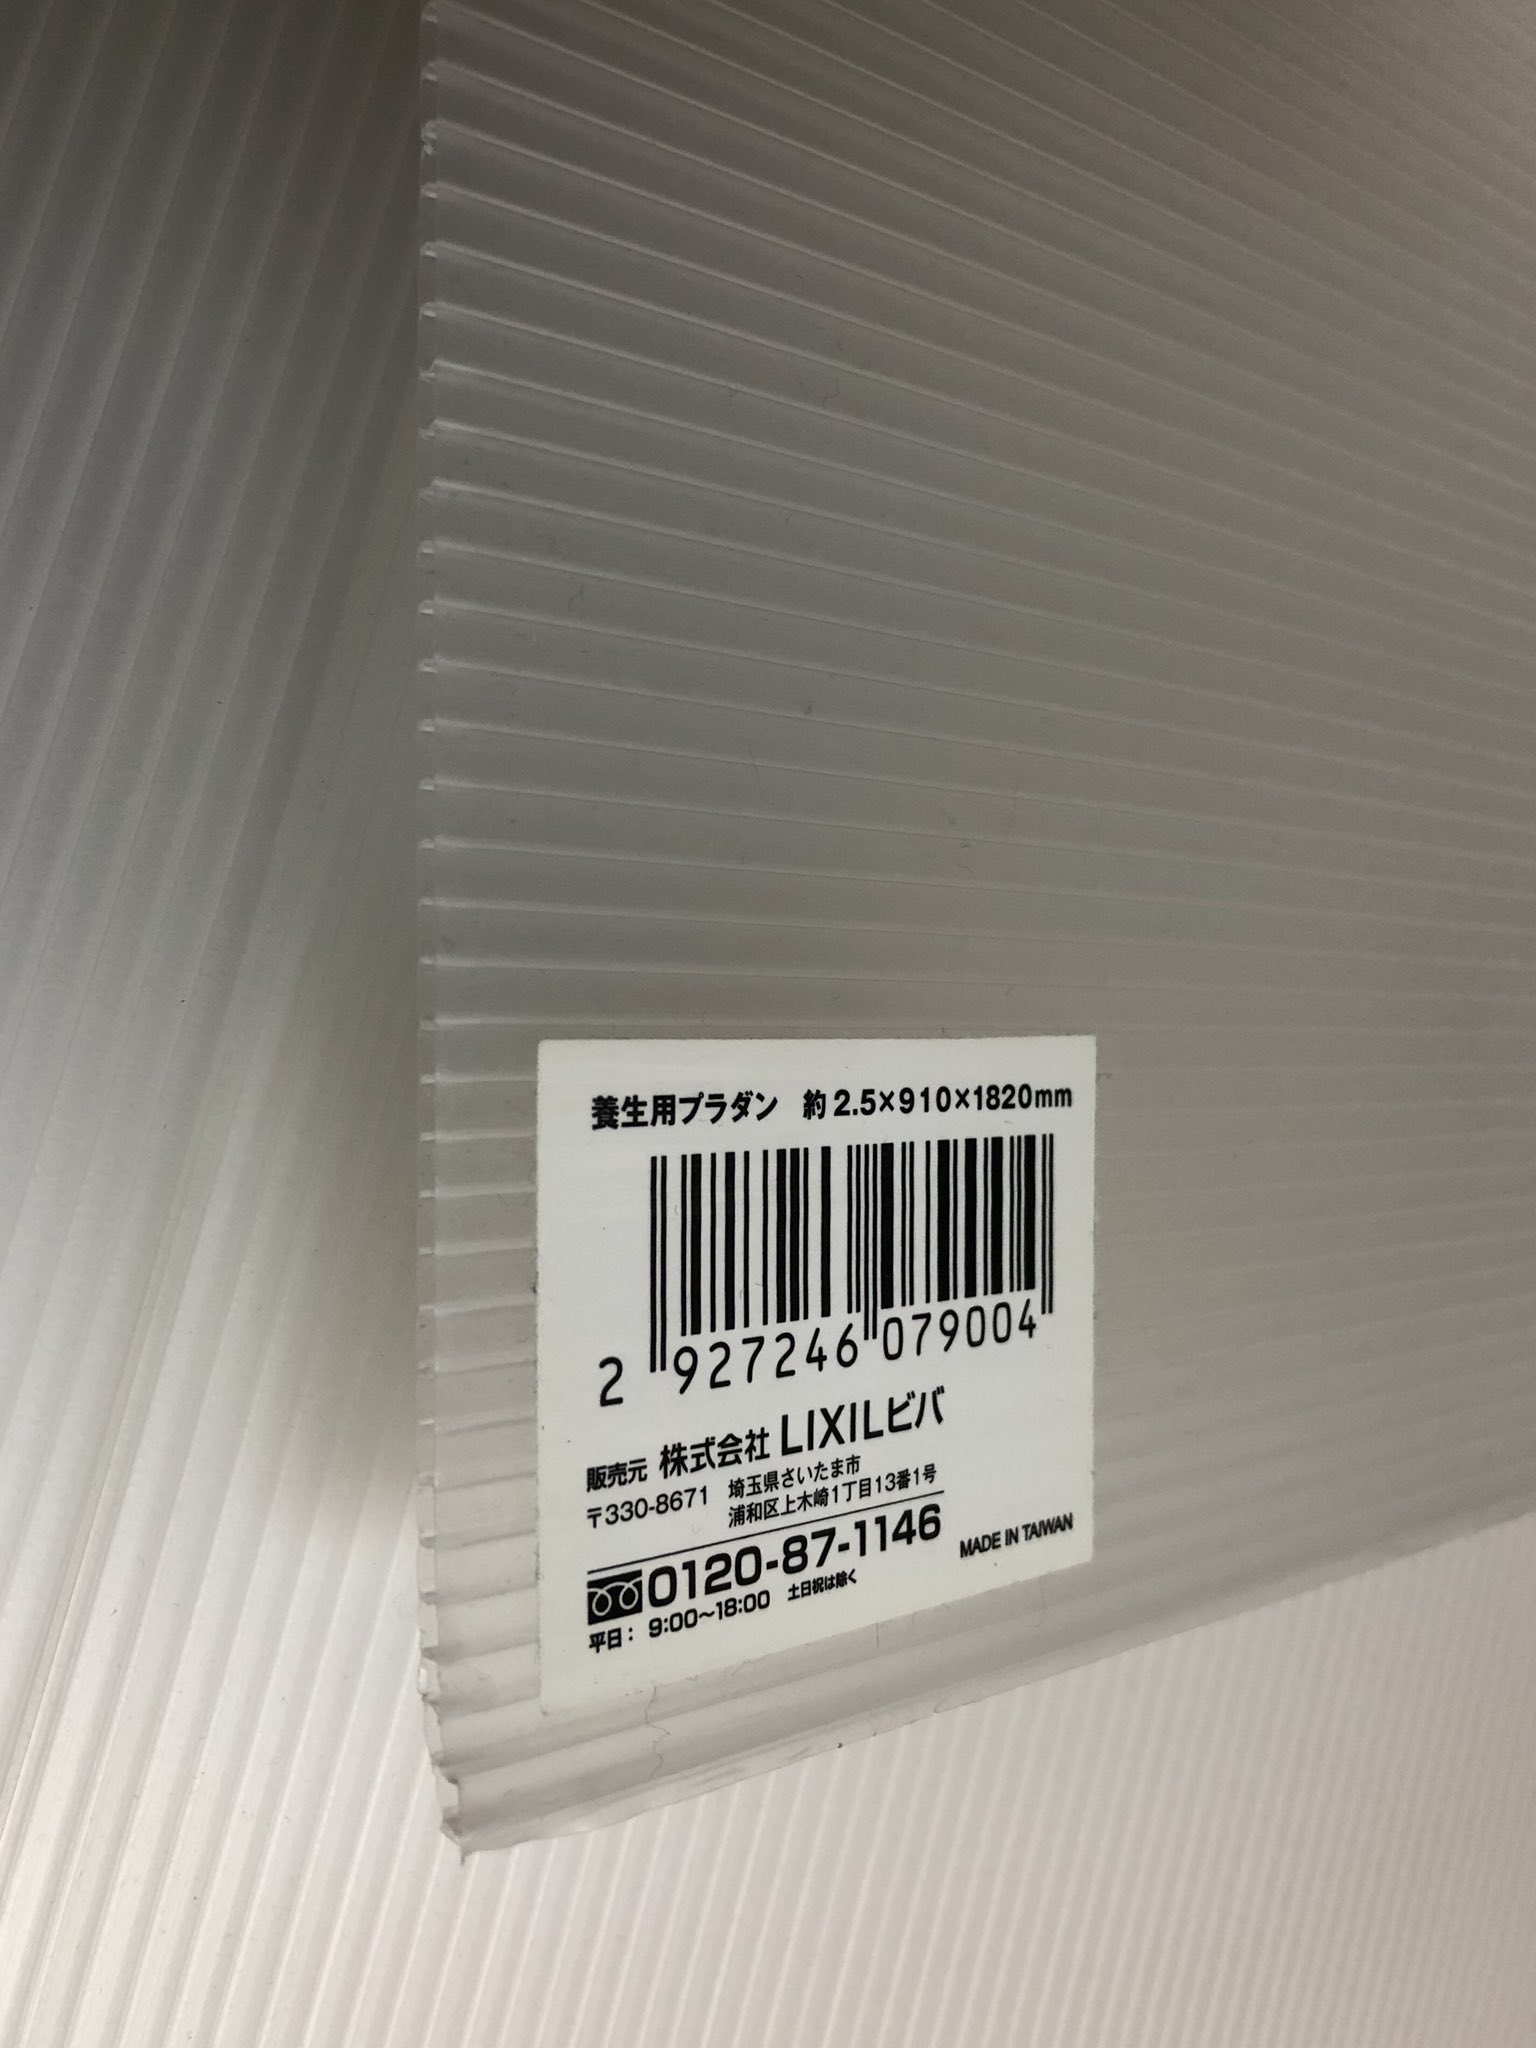 養生用プラダン 約2.5×910×1820mm
2 927246 079004
販売元 株式会社 LIXILビバ
〒330-8671 埼玉県さいたま市
浦和区上木崎1丁目13番1号
0120-87-1146
平日: 9:00~18:00 土日祝は除く
MADE IN TAIWAN